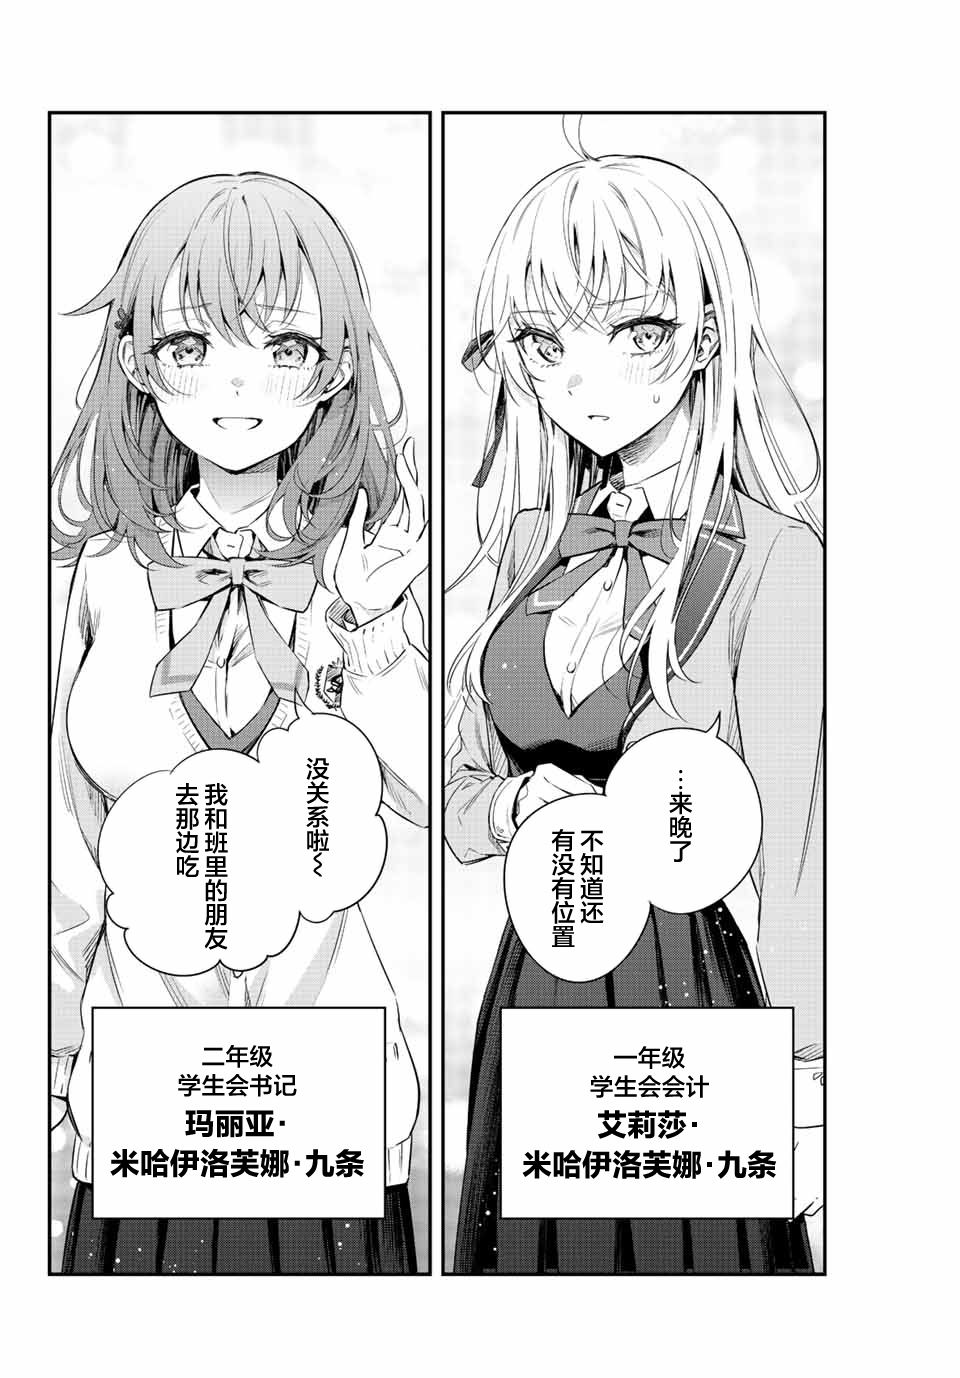 …来晚了
不知道还
有没有位置
一年级
学生会会计
艾莉莎·
米哈伊洛芙娜·九条
没关系啦~
我和班里的朋友
去那边吃
二年级
学生会书记
玛丽亚·
米哈伊洛芙娜·九条